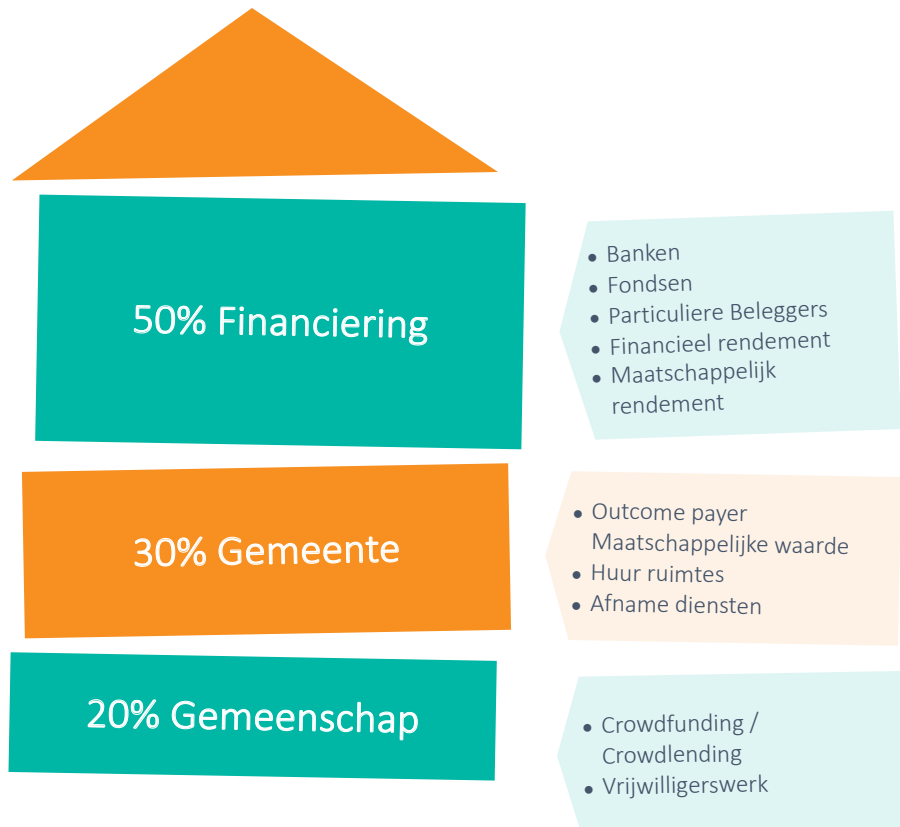 50% Financiering
• Banken
• Fondsen
• Particuliere Beleggers
• Financieel rendement
• Maatschappelijk
rendement
30% Gemeente
• Outcome payer
Maatschappelijke waarde
• Huur ruimtes
• Afname diensten
20% Gemeenschap
• Crowdfunding /
Crowdlending
• Vrijwilligerswerk